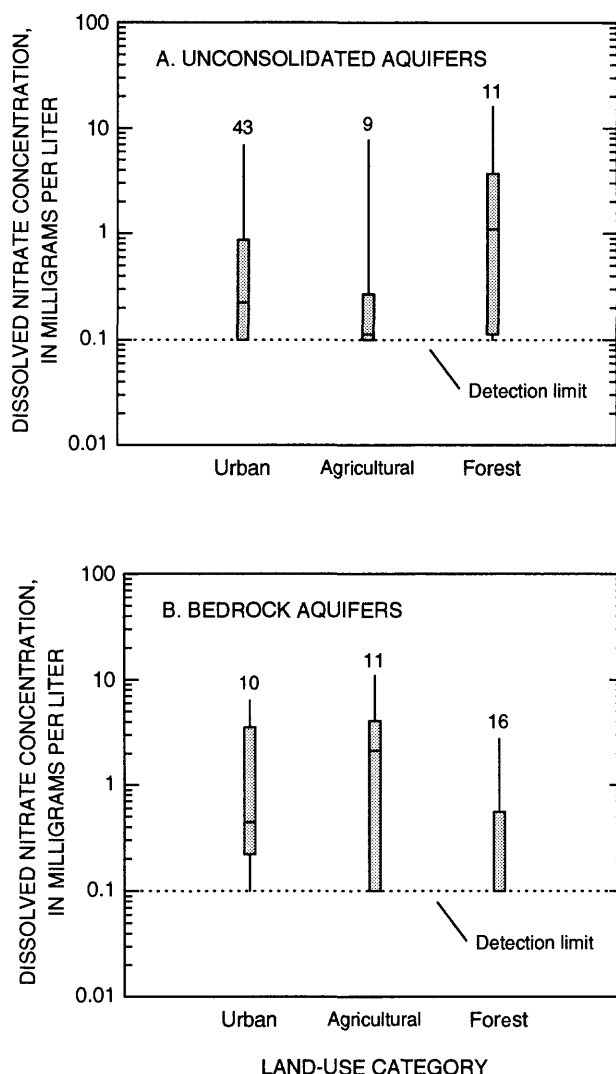 DISSOLVED NITRATE CONCENTRATION,
IN MILLIGRAMS PER LITER
100
10
1
0.1
0.01
A. UNCONSOLIDATED AQUIFERS
43
9
11
Detection limit
Urban
Agricultural
Forest
DISSOLVED NITRATE CONCENTRATION,
IN MILLIGRAMS PER LITER
100
10
1
0.1
0.01
B. BEDROCK AQUIFERS
10
11
16
Detection limit
Urban
Agricultural
Forest
LAND-USE CATEGORY